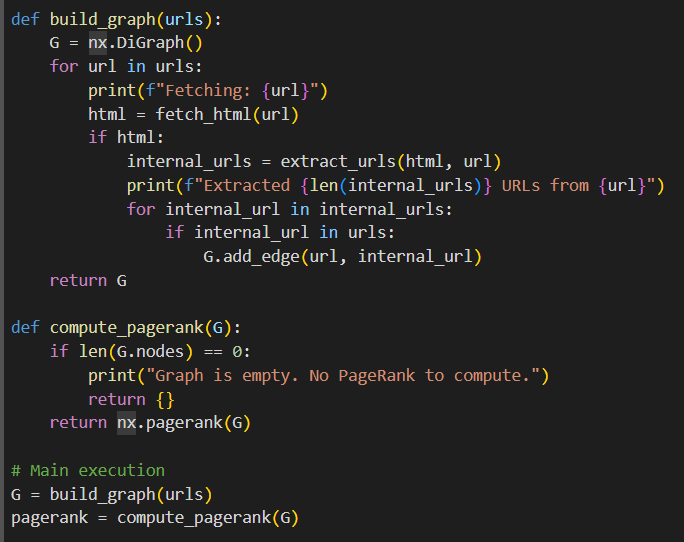 def build_graph(urls):
    G = nx.DiGraph()
    for url in urls:
        print(f"Fetching: {url}")
        html = fetch_html(url)
        if html:
            internal_urls = extract_urls(html, url)
            print(f"Extracted {len(internal_urls)} URLs from {url}")
            for internal_url in internal_urls:
                if internal_url in urls:
                    G.add_edge(url, internal_url)
    return G

def compute_pagerank(G):
    if len(G.nodes) == 0:
        print("Graph is empty. No PageRank to compute.")
        return {}
    return nx.pagerank(G)

# Main execution
G = build_graph(urls)
pagerank = compute_pagerank(G)